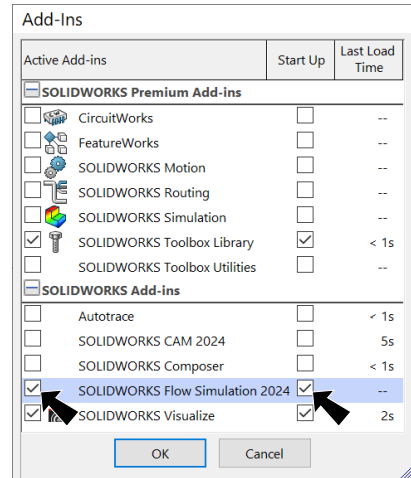 Add-Ins
Active Add-ins Start Up Last Load Time
SOLIDWORKS Premium Add-ins
CircuitWorks --
FeatureWorks --
SOLIDWORKS Motion --
SOLIDWORKS Routing --
SOLIDWORKS Simulation --
SOLIDWORKS Toolbox Library < 1s
SOLIDWORKS Toolbox Utilities --
SOLIDWORKS Add-ins
Autotrace < 1s
SOLIDWORKS CAM 2024 5s
SOLIDWORKS Composer < 1s
SOLIDWORKS Flow Simulation 2024 --
SOLIDWORKS Visualize 2s
OK Cancel